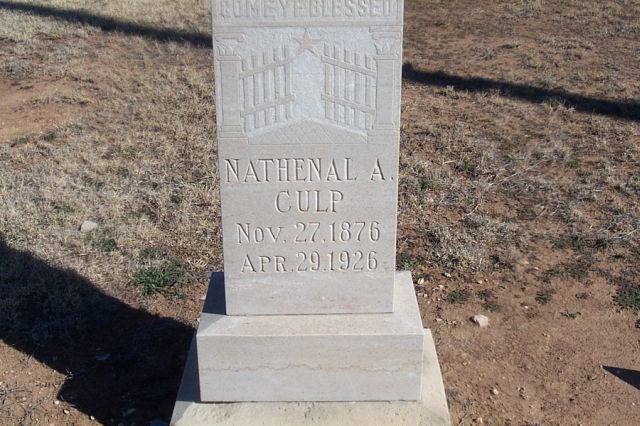 COME YE BLESSED
NATHENAL A.
CULP
NOV. 27. 1876
APR. 29. 1926